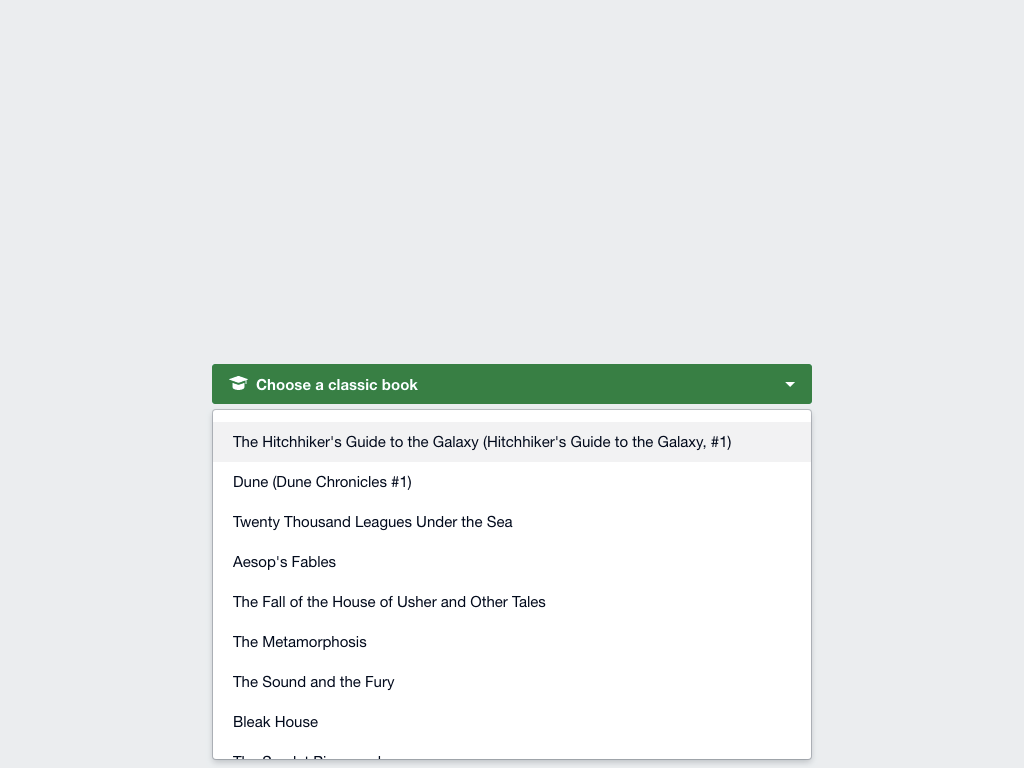 Choose a classic book
The Hitchhiker's Guide to the Galaxy (Hitchhiker's Guide to the Galaxy, #1)
Dune (Dune Chronicles #1)
Twenty Thousand Leagues Under the Sea
Aesop's Fables
The Fall of the House of Usher and Other Tales
The Metamorphosis
The Sound and the Fury
Bleak House